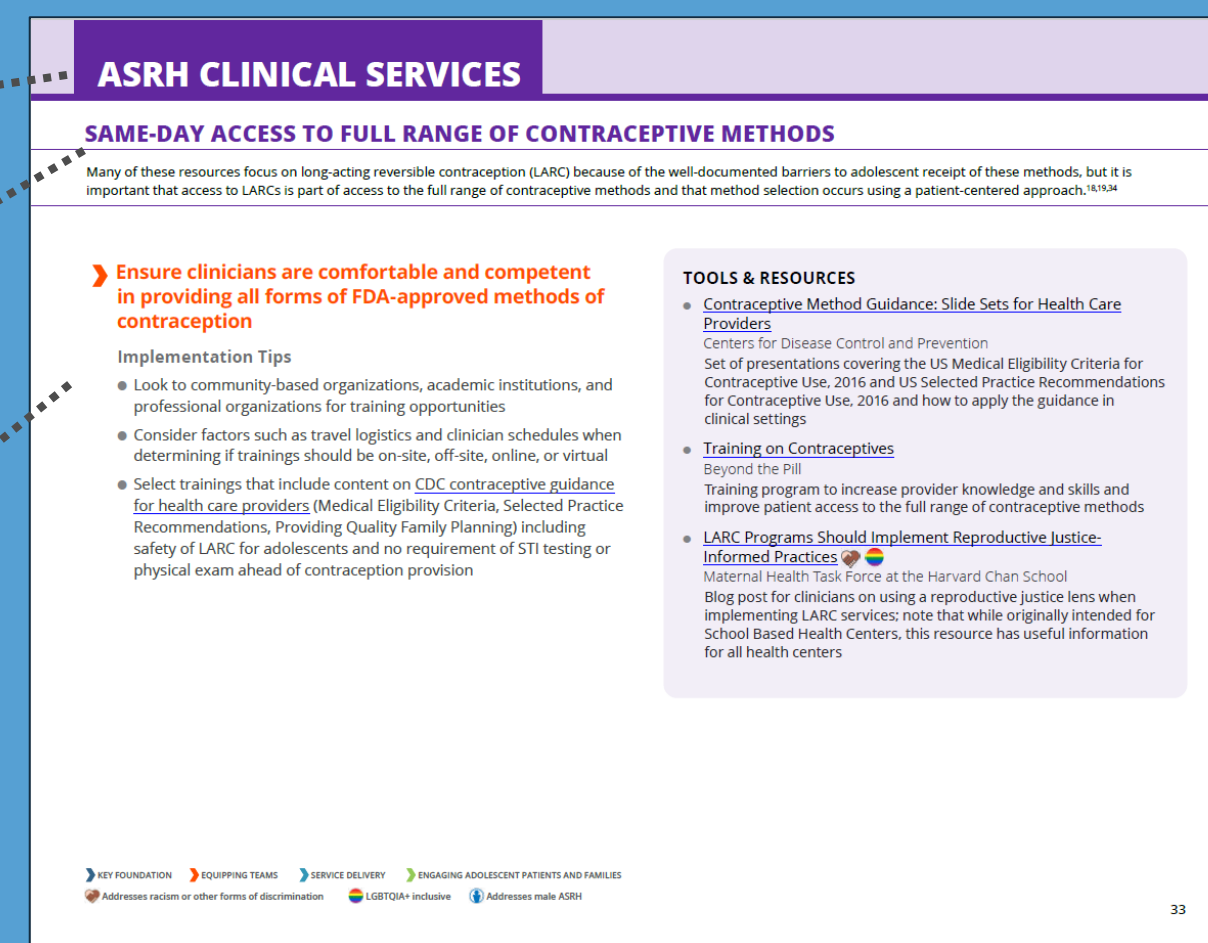 ASRH CLINICAL SERVICES
SAME-DAY ACCESS TO FULL RANGE OF CONTRACEPTIVE METHODS
Many of these resources focus on long-acting reversible contraception (LARC) because of the well-documented barriers to adolescent receipt of these methods, but it is
important that access to LARCs is part of access to the full range of contraceptive methods and that method selection occurs using a patient-centered approach.18,19,34
Ensure clinicians are comfortable and competent
in providing all forms of FDA-approved methods of
contraception
Implementation Tips
● Look to community-based organizations, academic institutions, and
professional organizations for training opportunities
● Consider factors such as travel logistics and clinician schedules when
determining if trainings should be on-site, off-site, online, or virtual
● Select trainings that include content on CDC contraceptive guidance
for health care providers (Medical Eligibility Criteria, Selected Practice
Recommendations, Providing Quality Family Planning) including
safety of LARC for adolescents and no requirement of STI testing or
physical exam ahead of contraception provision
TOOLS & RESOURCES
● Contraceptive Method Guidance: Slide Sets for Health Care
Providers
Centers for Disease Control and Prevention
Set of presentations covering the US Medical Eligibility Criteria for
Contraceptive Use, 2016 and US Selected Practice Recommendations
for Contraceptive Use, 2016 and how to apply the guidance in
clinical settings
● Training on Contraceptives
Beyond the Pill
Training program to increase provider knowledge and skills and
improve patient access to the full range of contraceptive methods
● LARC Programs Should Implement Reproductive Justice-
Informed Practices
Maternal Health Task Force at the Harvard Chan School
Blog post for clinicians on using a reproductive justice lens when
implementing LARC services; note that while originally intended for
School Based Health Centers, this resource has useful information
for all health centers
KEY FOUNDATION EQUIPPING TEAMS SERVICE DELIVERY ENGAGING ADOLESCENT PATIENTS AND FAMILIES
Addresses racism or other forms of discrimination LGBTQIA+ inclusive Addresses male ASRH
33